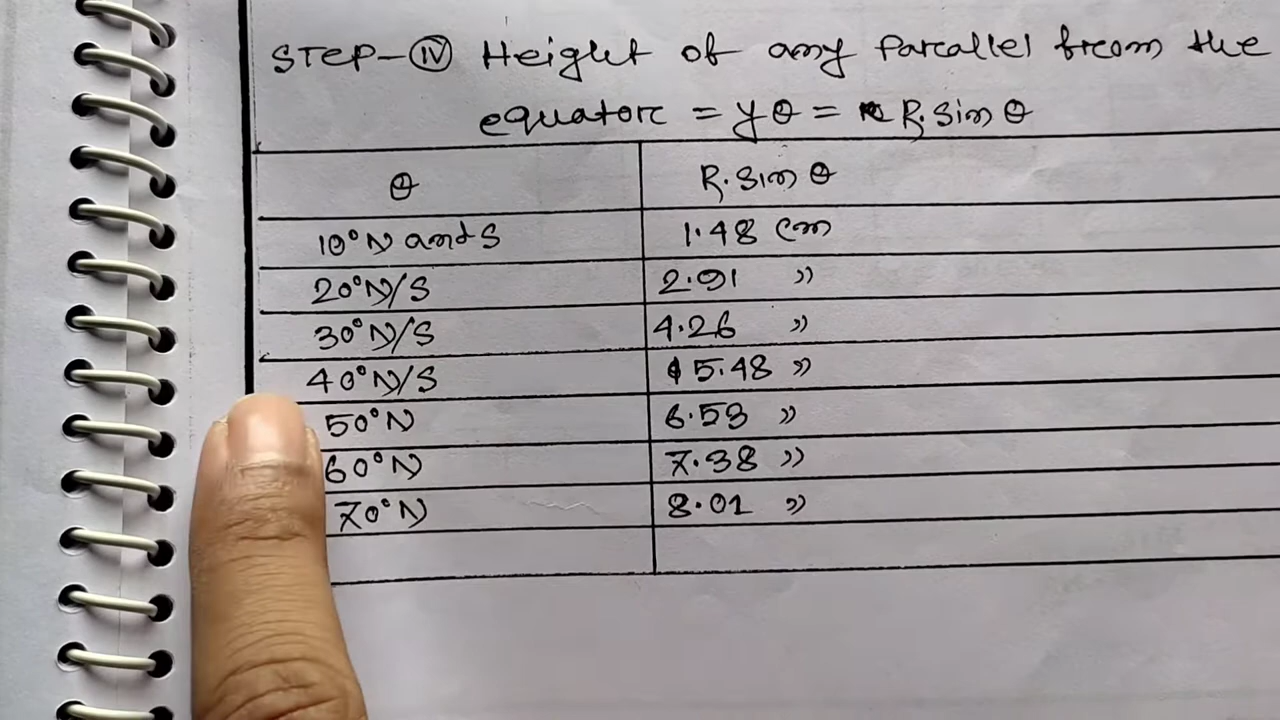 STEP-IV Height of any Parallel from the
equator = yθ = R.Sin θ
θ R.Sin θ
10°N and S 1.48 cm
20°N/S 2.91 "
30°N/S 4.26 "
40°N/S 5.48 "
50°N 6.53 "
60°N 7.38 "
70°N 8.01 "